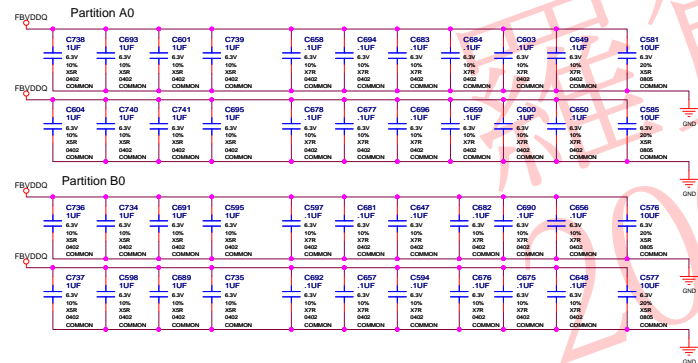 Partition A0
FBVDDQ
C738 C693 C601 C739 C658 C694 C683 C684 C603 C649 C581
1UF 1UF 1UF 1UF .1UF .1UF .1UF .1UF .1UF .1UF 10UF
6.3V 6.3V 6.3V 6.3V 6.3V 6.3V 6.3V 6.3V 6.3V 6.3V 6.3V
10% 10% 10% 10% 10% 10% 10% 10% 10% 10% 20%
X5R X5R X5R X5R X7R X7R X7R X7R X7R X7R X5R
0402 0402 0402 0402 0402 0402 0402 0402 0402 0402 0805
COMMON COMMON COMMON COMMON COMMON COMMON COMMON COMMON COMMON COMMON COMMON
FBVDDQ
GND
C604 C740 C741 C695 C678 C677 C696 C659 C600 C650 C585
1UF 1UF 1UF 1UF .1UF .1UF .1UF .1UF .1UF .1UF 10UF
6.3V 6.3V 6.3V 6.3V 6.3V 6.3V 6.3V 6.3V 6.3V 6.3V 6.3V
10% 10% 10% 10% 10% 10% 10% 10% 10% 10% 20%
X5R X5R X5R X5R X7R X7R X7R X7R X7R X7R X5R
0402 0402 0402 0402 0402 0402 0402 0402 0402 0402 0805
COMMON COMMON COMMON COMMON COMMON COMMON COMMON COMMON COMMON COMMON COMMON
Partition B0
FBVDDQ
GND
C736 C734 C691 C595 C597 C681 C647 C682 C690 C656 C576
1UF 1UF 1UF 1UF .1UF .1UF .1UF .1UF .1UF .1UF 10UF
6.3V 6.3V 6.3V 6.3V 6.3V 6.3V 6.3V 6.3V 6.3V 6.3V 6.3V
10% 10% 10% 10% 10% 10% 10% 10% 10% 10% 20%
X5R X5R X5R X5R X7R X7R X7R X7R X7R X7R X5R
0402 0402 0402 0402 0402 0402 0402 0402 0402 0402 0805
COMMON COMMON COMMON COMMON COMMON COMMON COMMON COMMON COMMON COMMON COMMON
FBVDDQ
GND
C737 C598 C689 C735 C692 C657 C594 C676 C675 C648 C577
1UF 1UF 1UF 1UF .1UF .1UF .1UF .1UF .1UF .1UF 10UF
6.3V 6.3V 6.3V 6.3V 6.3V 6.3V 6.3V 6.3V 6.3V 6.3V 6.3V
10% 10% 10% 10% 10% 10% 10% 10% 10% 10% 20%
X5R X5R X5R X5R X7R X7R X7R X7R X7R X7R X5R
0402 0402 0402 0402 0402 0402 0402 0402 0402 0402 0805
COMMON COMMON COMMON COMMON COMMON COMMON COMMON COMMON COMMON COMMON COMMON
GND
羅
20